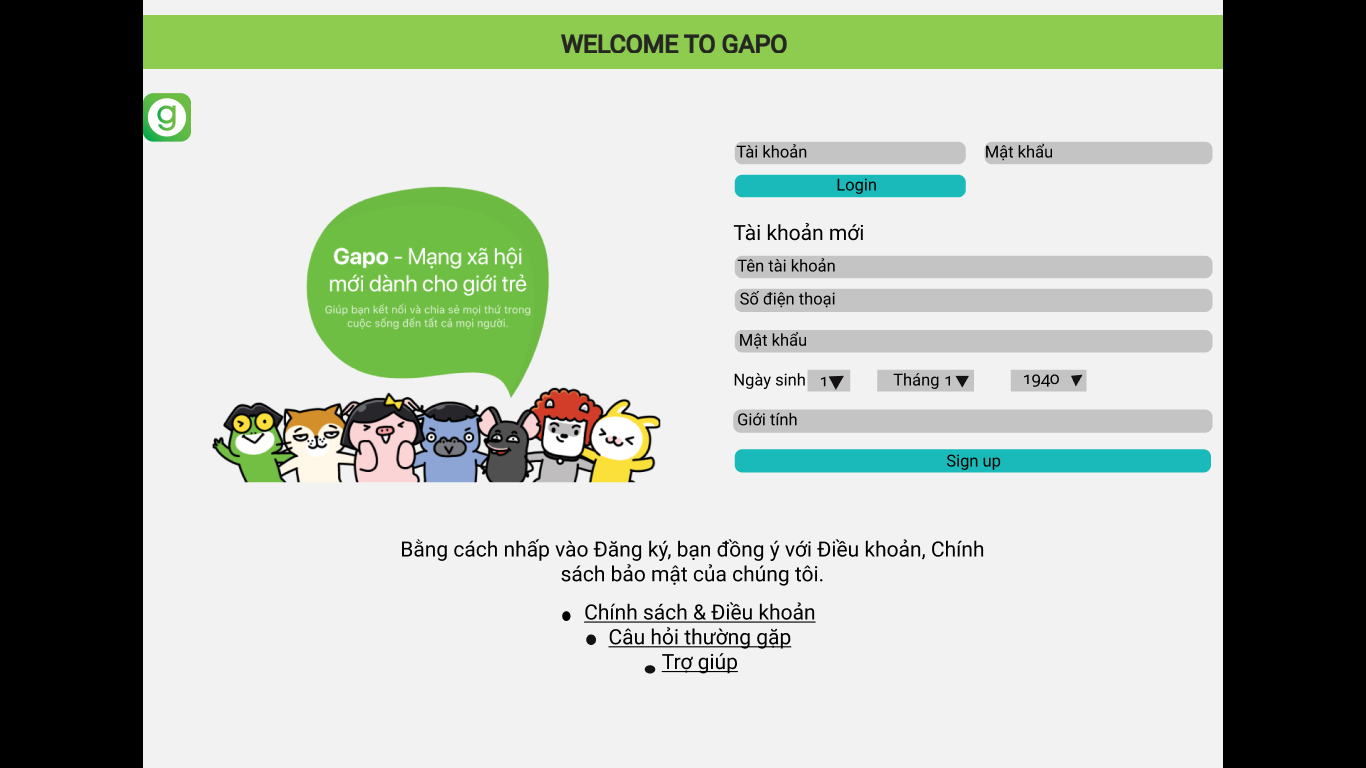 WELCOME TO GAPO
g
Tài khoản
Mật khẩu
Login
Gapo - Mạng xã hội
mới dành cho giới trẻ
Giúp bạn kết nối và chia sẻ mọi thứ trong
cuộc sống đến tất cả mọi người.
Tài khoản mới
Tên tài khoản
Số điện thoại
Mật khẩu
Ngày sinh 1 Tháng 1 1940
Giới tính
Sign up
Bằng cách nhấp vào Đăng ký, bạn đồng ý với Điều khoản, Chính
sách bảo mật của chúng tôi.
Chính sách & Điều khoản
Câu hỏi thường gặp
Trợ giúp